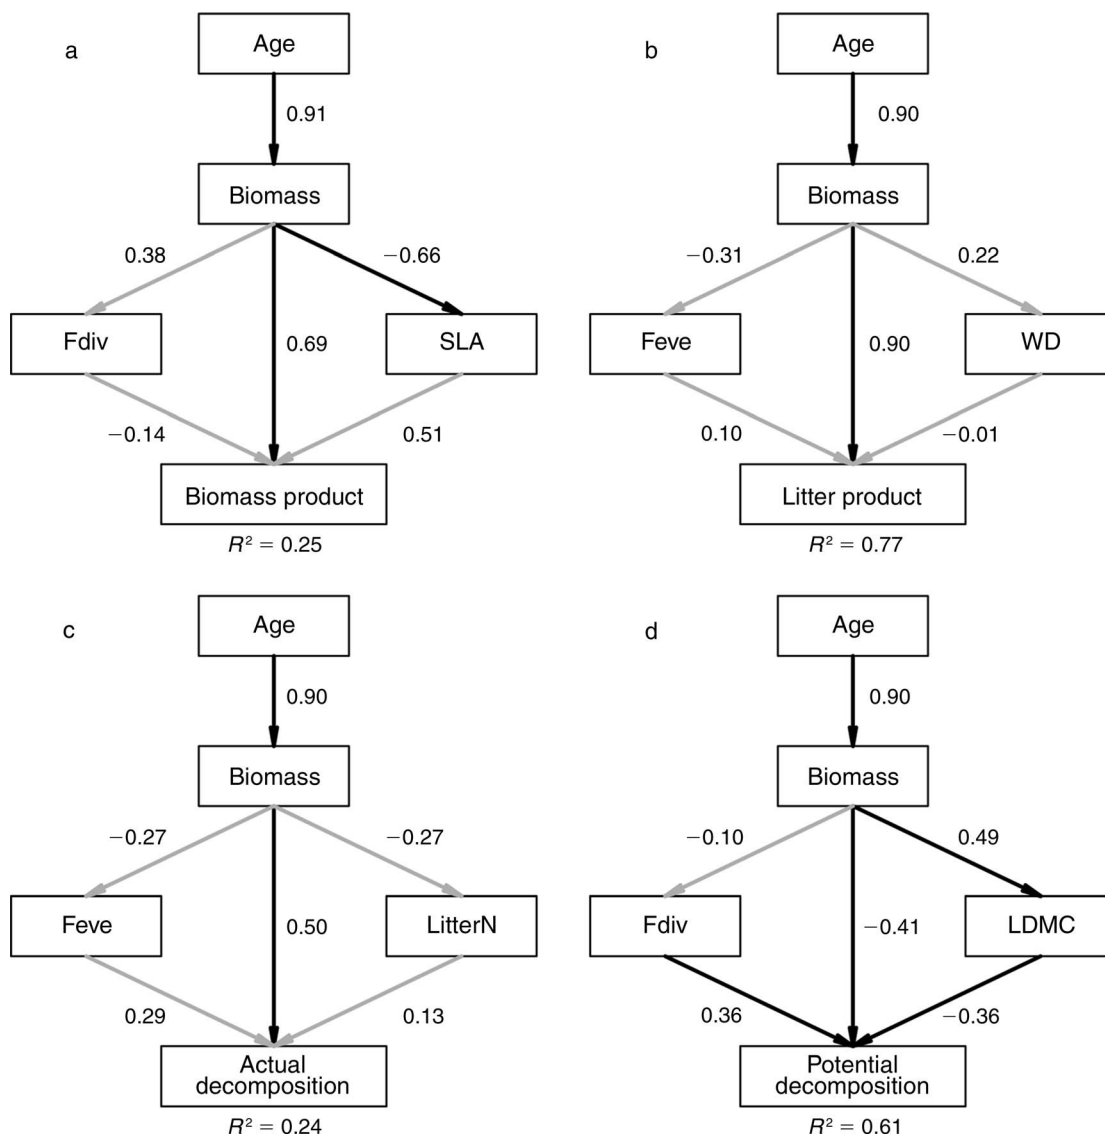 a
Age
0.91
Biomass
0.38
−0.66
Fdiv
0.69
SLA
−0.14
0.51
Biomass product
R² = 0.25
b
Age
0.90
Biomass
−0.31
0.22
Feve
0.90
WD
0.10
−0.01
Litter product
R² = 0.77
c
Age
0.90
Biomass
−0.27
−0.27
Feve
0.50
LitterN
0.29
0.13
Actual
decomposition
R² = 0.24
d
Age
0.90
Biomass
−0.10
0.49
Fdiv
−0.41
LDMC
0.36
−0.36
Potential
decomposition
R² = 0.61